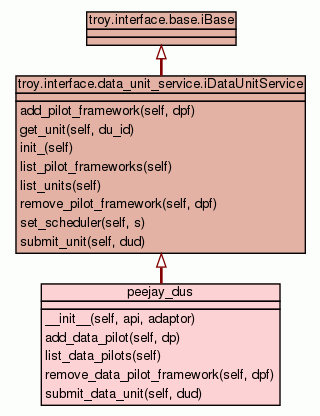 troy.interface.base.iBase
troy.interface.data_unit_service.iDataUnitService
add_pilot_framework(self, dpf)
get_unit(self, du_id)
init_(self)
list_pilot_frameworks(self)
list_units(self)
remove_pilot_framework(self, dpf)
set_scheduler(self, s)
submit_unit(self, dud)
peejay_dus
__init__(self, api, adaptor)
add_data_pilot(self, dp)
list_data_pilots(self)
remove_data_pilot_framework(self, dpf)
submit_data_unit(self, dud)